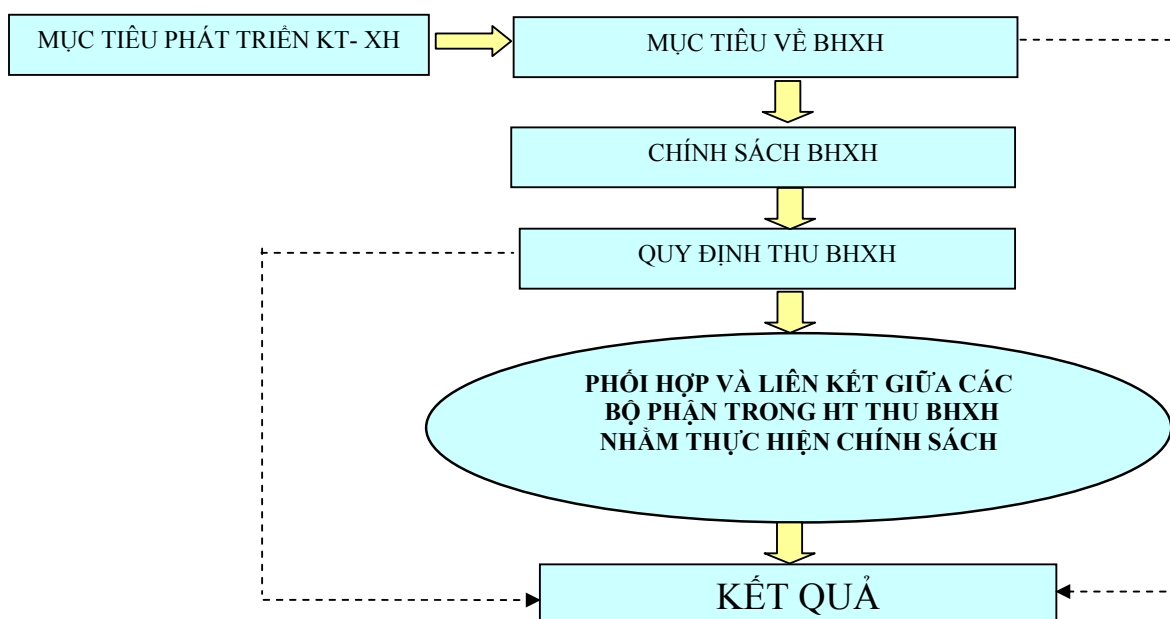 MỤC TIÊU PHÁT TRIỂN KT- XH
MỤC TIÊU VỀ BHXH
CHÍNH SÁCH BHXH
QUY ĐỊNH THU BHXH
PHỐI HỢP VÀ LIÊN KẾT GIỮA CÁC
BỘ PHẬN TRONG HT THU BHXH
NHẰM THỰC HIỆN CHÍNH SÁCH
KẾT QUẢ